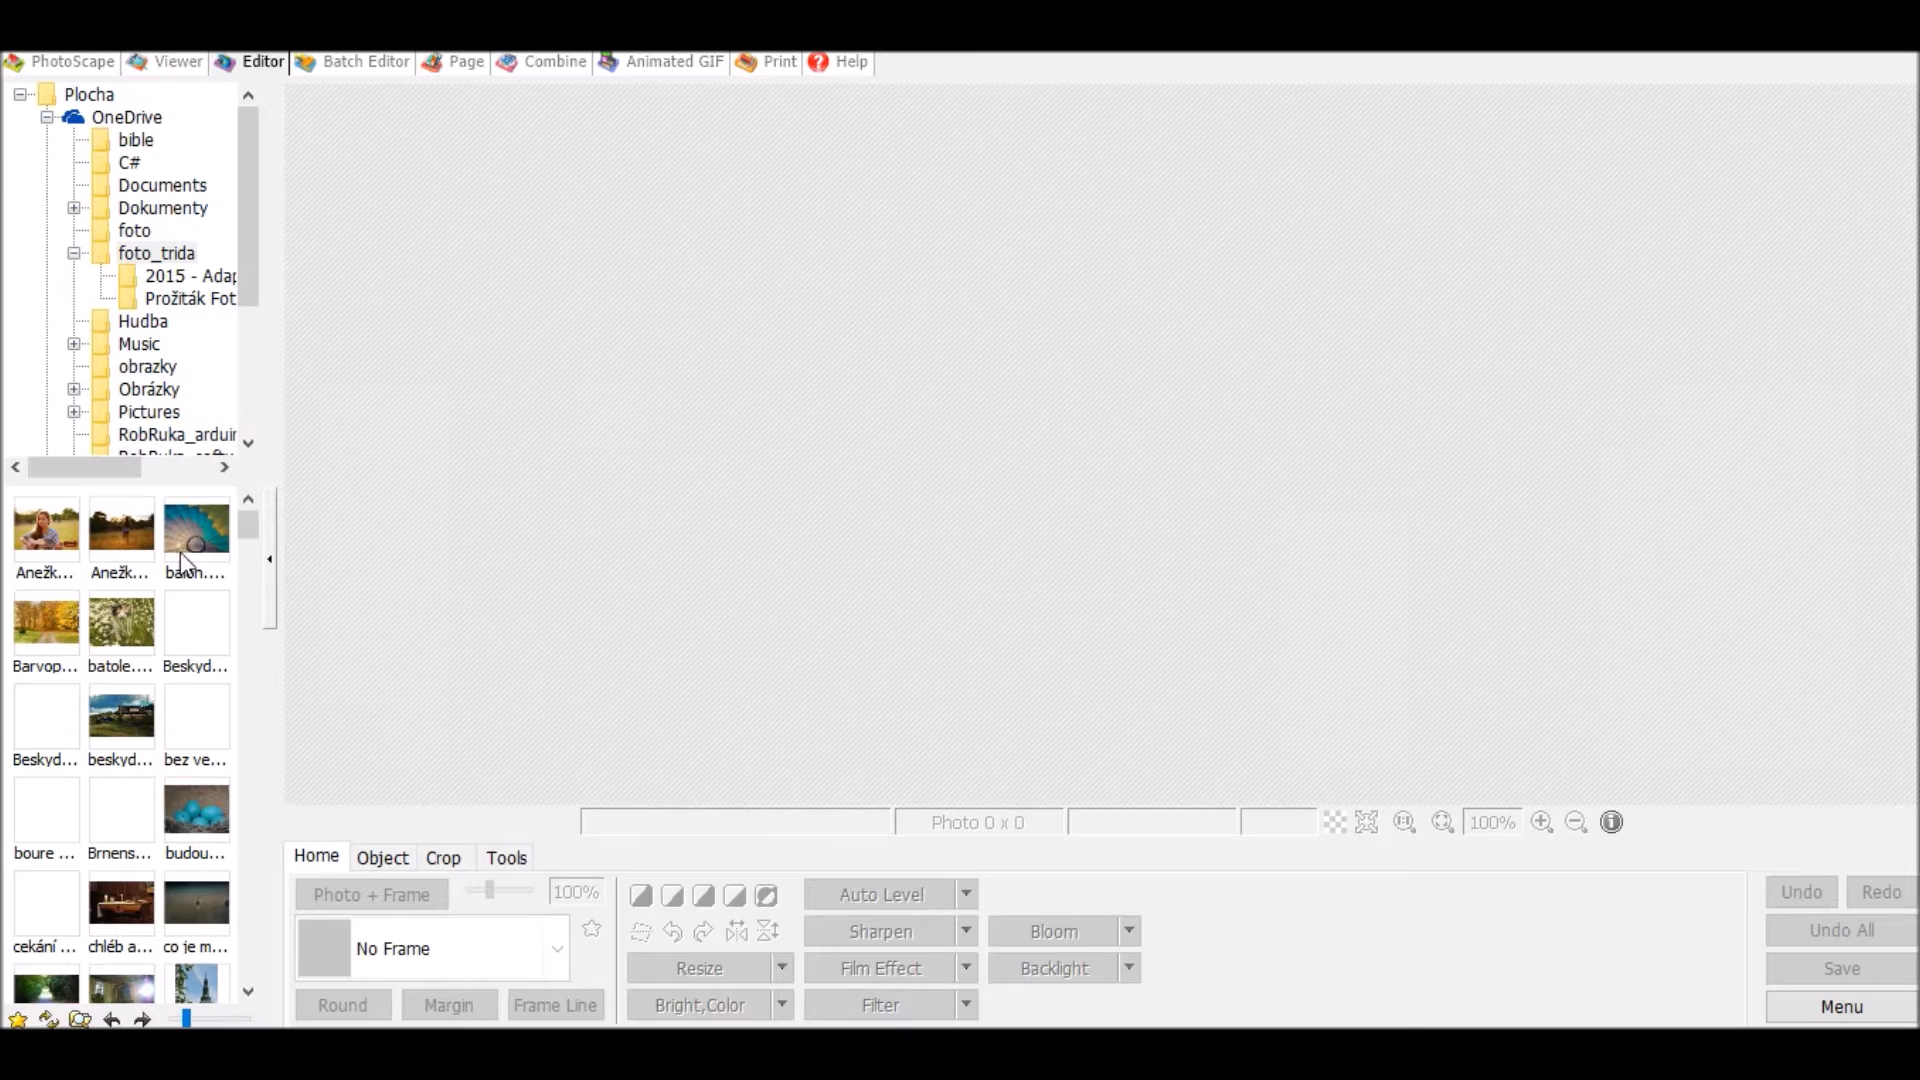 PhotoScape Viewer Editor Batch Editor Page Combine Animated GIF Print Help
Plocha
OneDrive
bible
C#
Documents
Dokumenty
foto
foto_trida
2015 - Adap
Prožiták Fot
Hudba
Music
obrazky
Obrázky
Pictures
RobRuka_arduin
Anežk... Anežk...
Barvop... batole.... Beskyd...
Beskyd... beskyd... bez ve...
boure ... Brnens... budou...
cekání ... chléb a... co je m...
Photo 0 x 0 100%
Home Object Crop Tools
Photo + Frame 100% Auto Level Undo Redo
Sharpen Bloom Undo All
No Frame
Resize Film Effect Backlight Save
Round Margin Frame Line Bright,Color Filter Menu